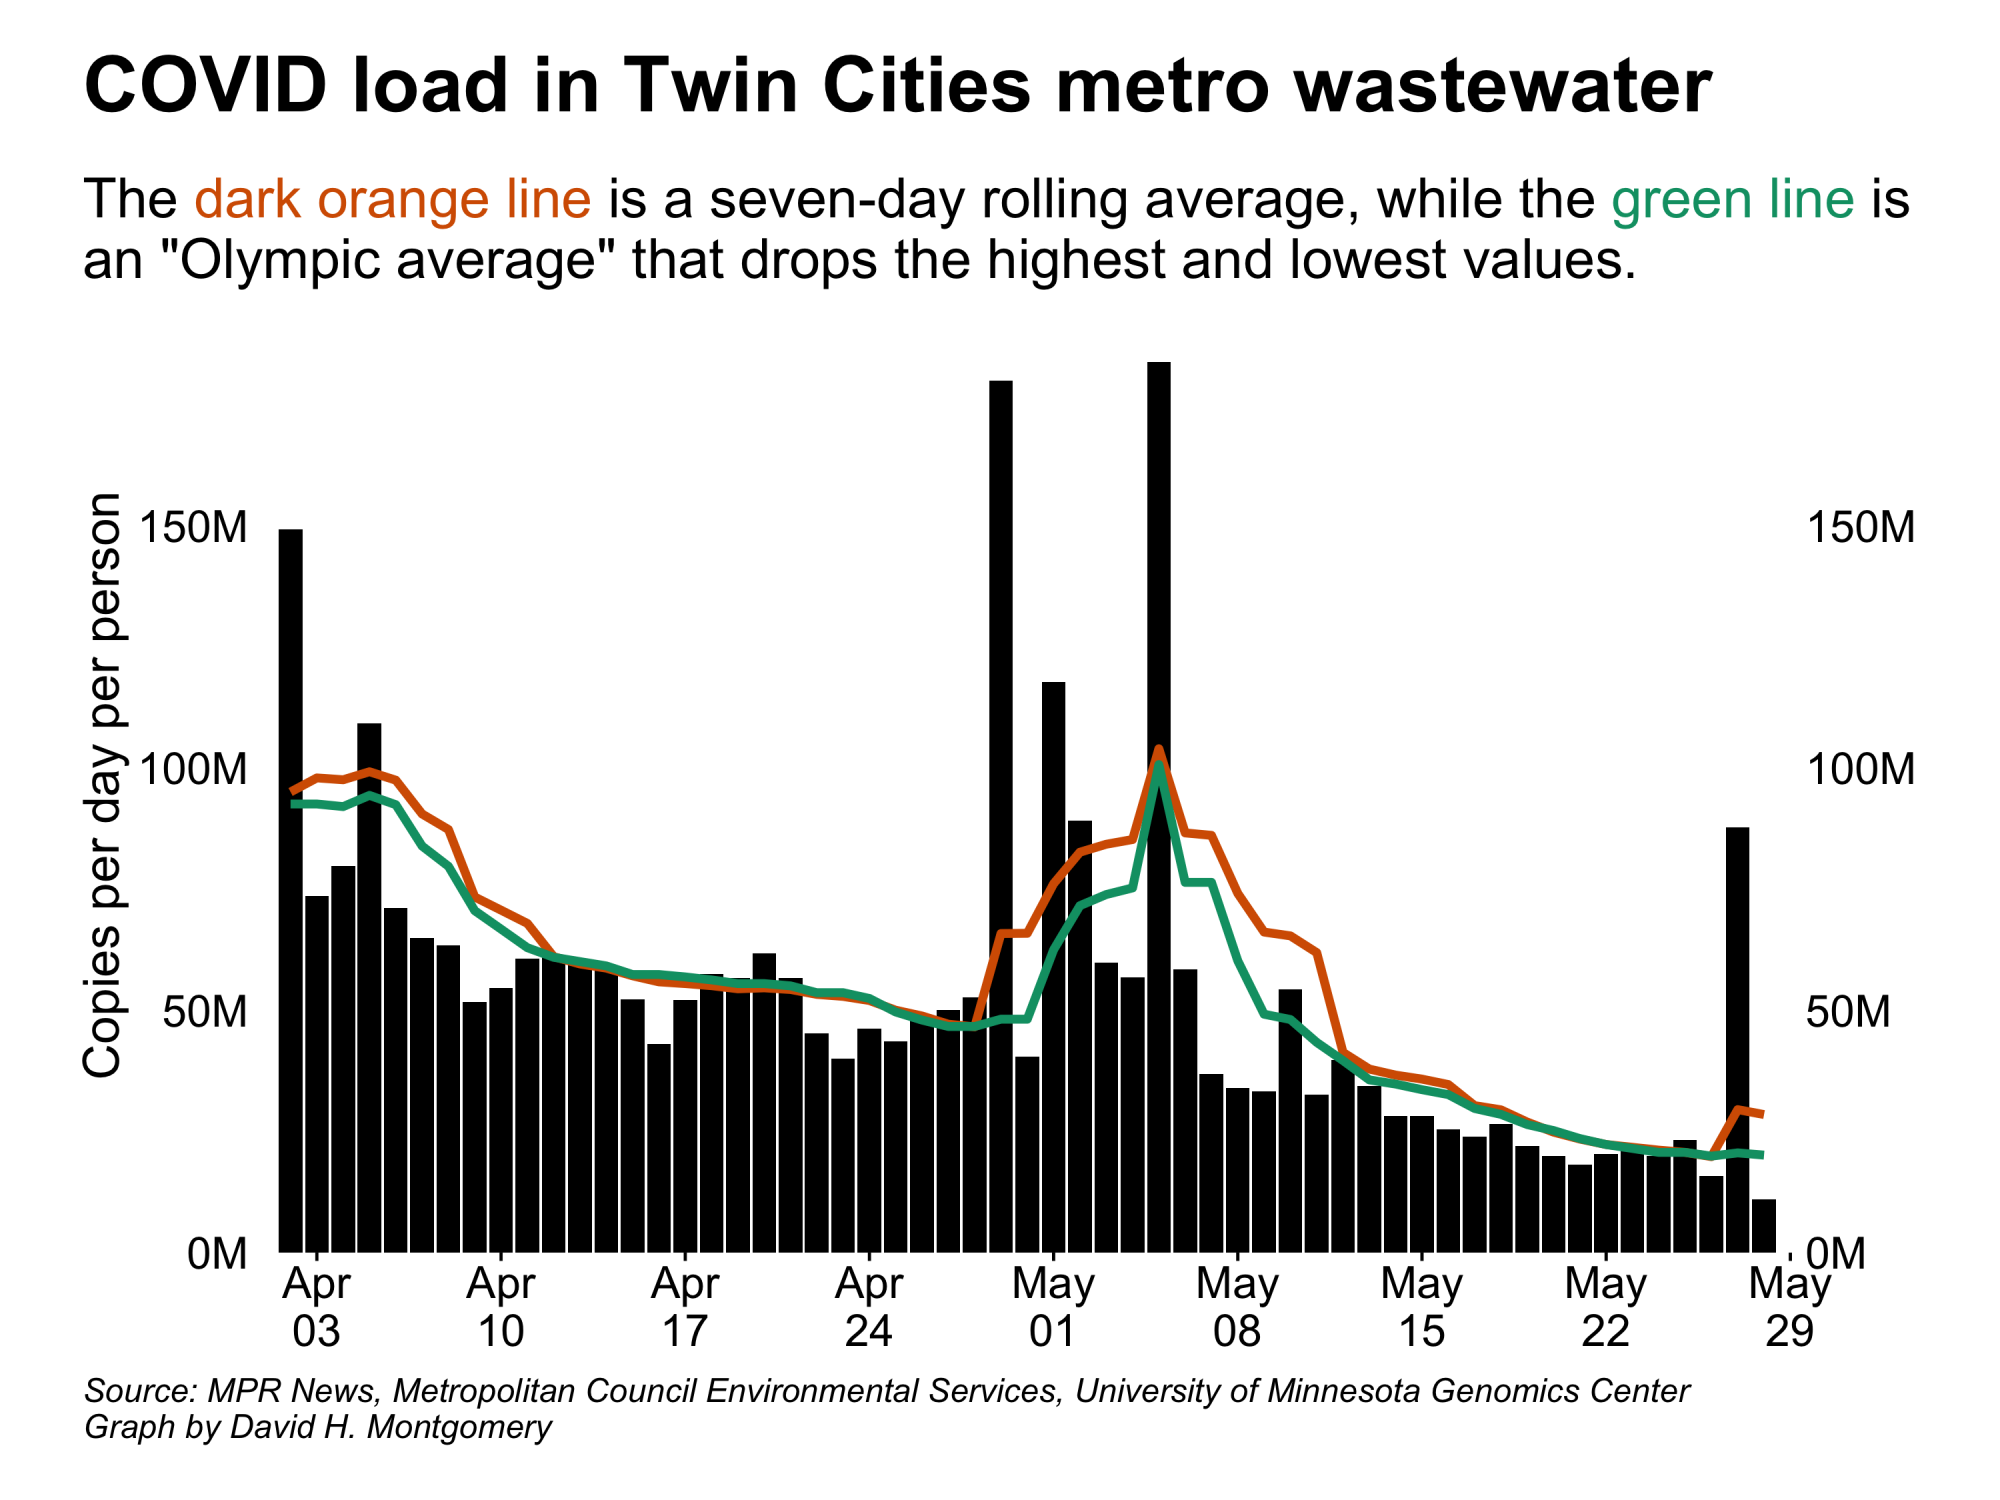 COVID load in Twin Cities metro wastewater
The dark orange line is a seven-day rolling average, while the green line is
an "Olympic average" that drops the highest and lowest values.
Copies per day per person
150M
100M
50M
0M
150M
100M
50M
0M
Apr 03
Apr 10
Apr 17
Apr 24
May 01
May 08
May 15
May 22
May 29
Source: MPR News, Metropolitan Council Environmental Services, University of Minnesota Genomics Center
Graph by David H. Montgomery